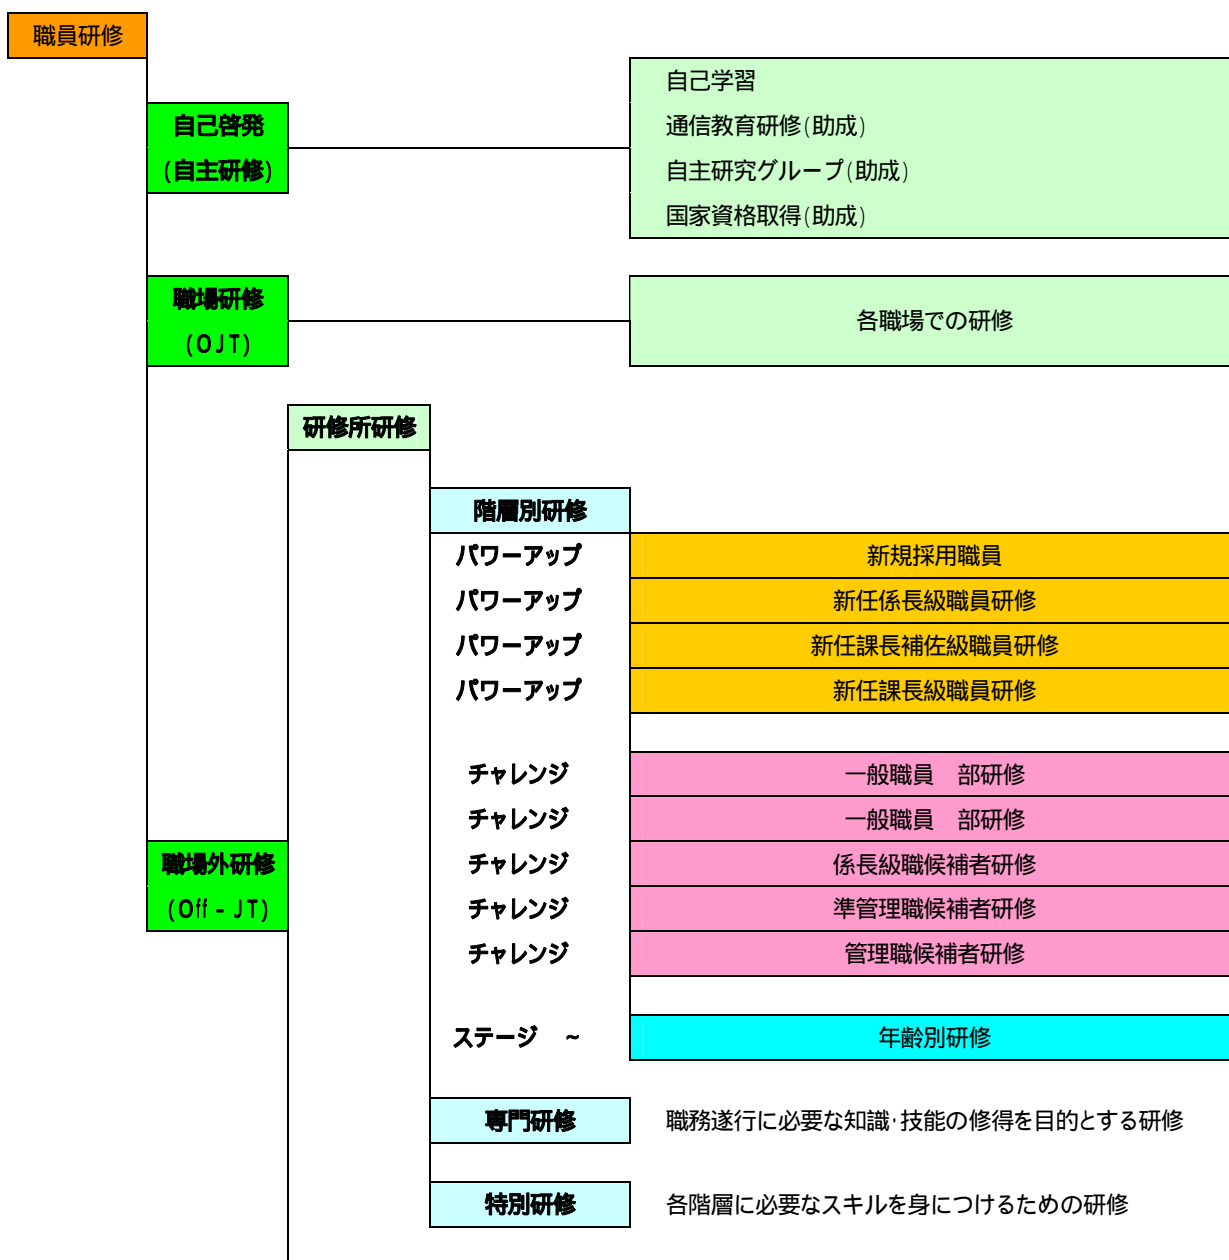 職員研修
自己啓発
(自主研修)
自己学習
通信教育研修(助成)
自主研究グループ(助成)
国家資格取得(助成)
職場研修
(OJT)
各職場での研修
研修所研修
階層別研修
パワーアップ 新規採用職員
パワーアップ 新任係長級職員研修
パワーアップ 新任課長補佐級職員研修
パワーアップ 新任課長級職員研修
チャレンジ 一般職員　部研修
チャレンジ 一般職員　部研修
職場外研修
(Off-JT)
チャレンジ 係長級職候補者研修
チャレンジ 準管理職候補者研修
チャレンジ 管理職候補者研修
ステージ　~ 年齢別研修
専門研修 職務遂行に必要な知識・技能の修得を目的とする研修
特別研修 各階層に必要なスキルを身につけるための研修